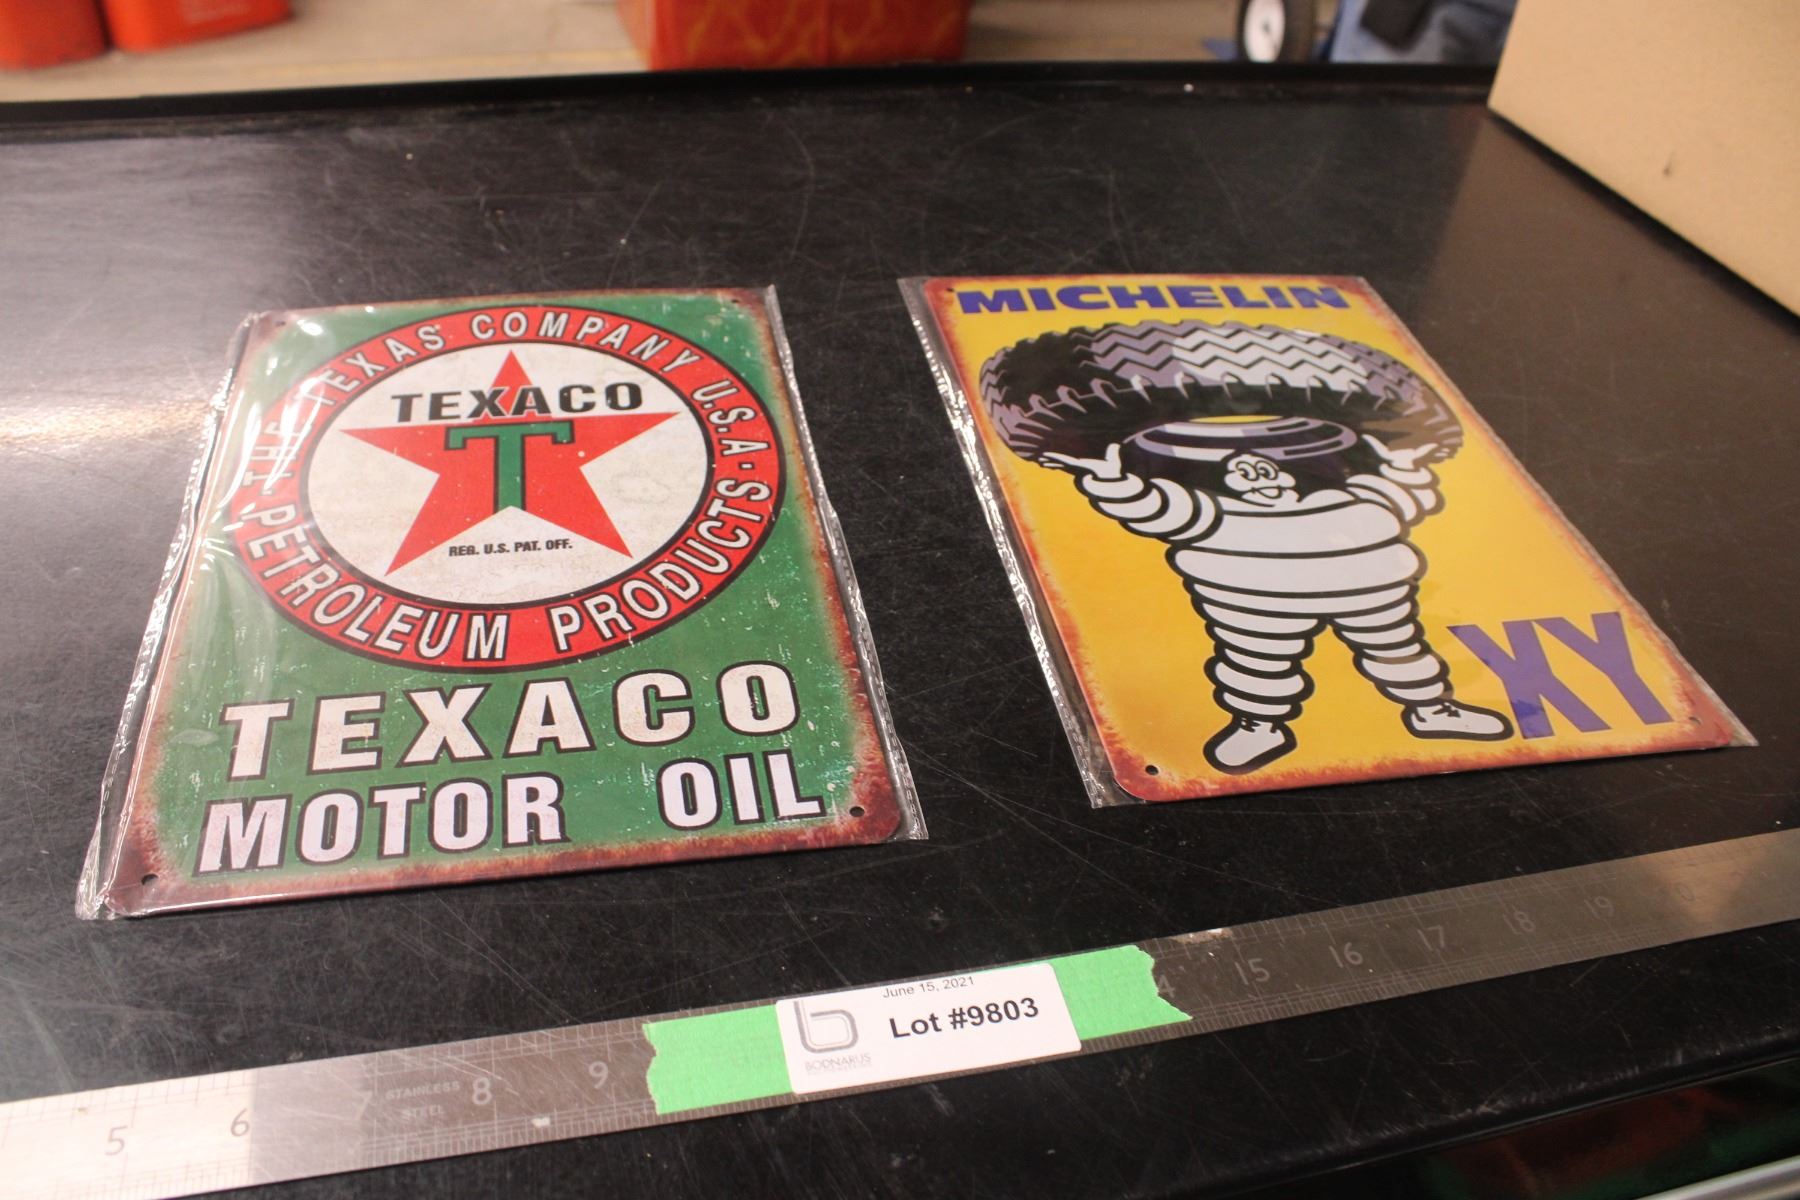 THE TEXAS COMPANY U.S.A.
PETROLEUM PRODUCTS
TEXACO
T
REG. U.S. PAT. OFF.
TEXACO
MOTOR OIL
MICHELIN
XY
June 15, 2021
Lot #9803
BODNARUS
5 6 7 STAINLESS STEEL 8 9 4 15 16 17 18 19